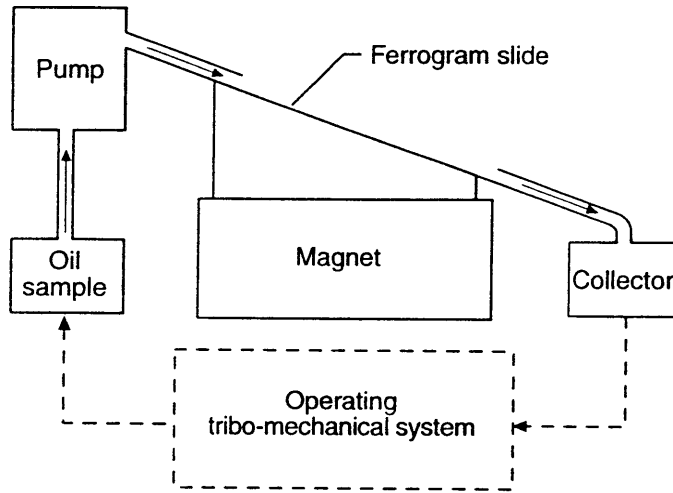 Pump
Ferrogram slide
Oil
sample
Magnet
Collector
Operating
tribo-mechanical system